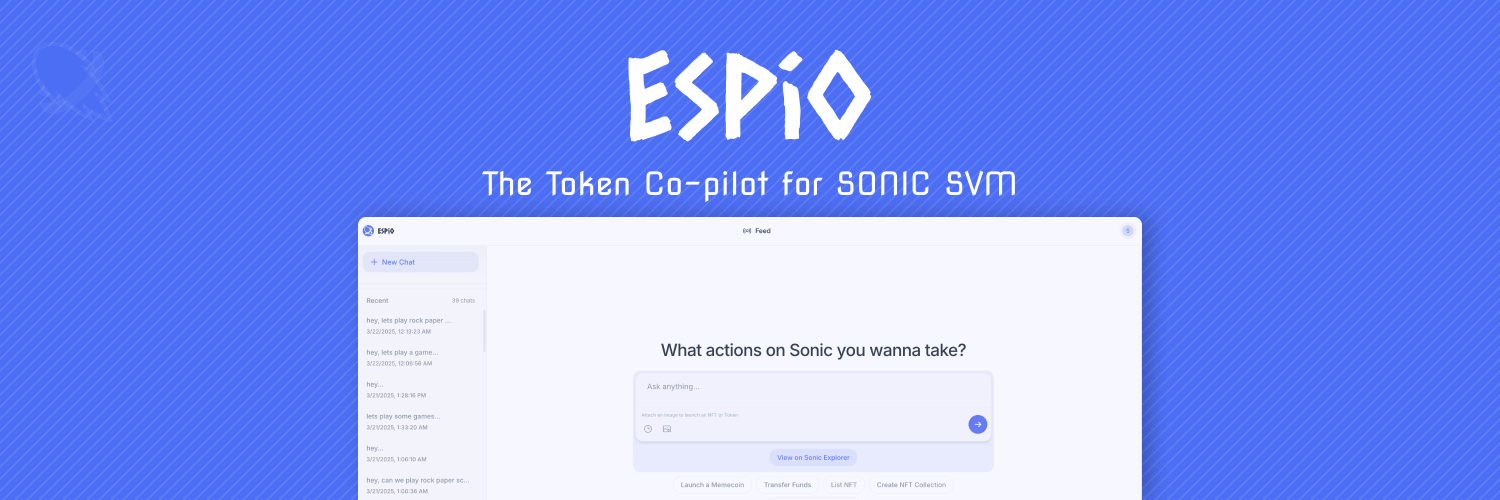 ESPiO
The Token Co-pilot for SONIC SVM
ESPiO
Feed
S
New Chat
Recent
39 chats
hey, lets play rock paper ...
3/22/2025, 12:13:23 AM
hey, lets play a game...
3/22/2025, 12:06:56 AM
hey...
3/21/2025, 1:28:16 PM
lets play some games...
3/21/2025, 1:33:20 AM
hey...
3/21/2025, 1:06:10 AM
hey, can we play rock paper sc...
3/21/2025, 1:00:36 AM
What actions on Sonic you wanna take?
Ask anything...
Attach an image to launch an NFT or Token
View on Sonic Explorer
Launch a Memecoin
Transfer Funds
List NFT
Create NFT Collection